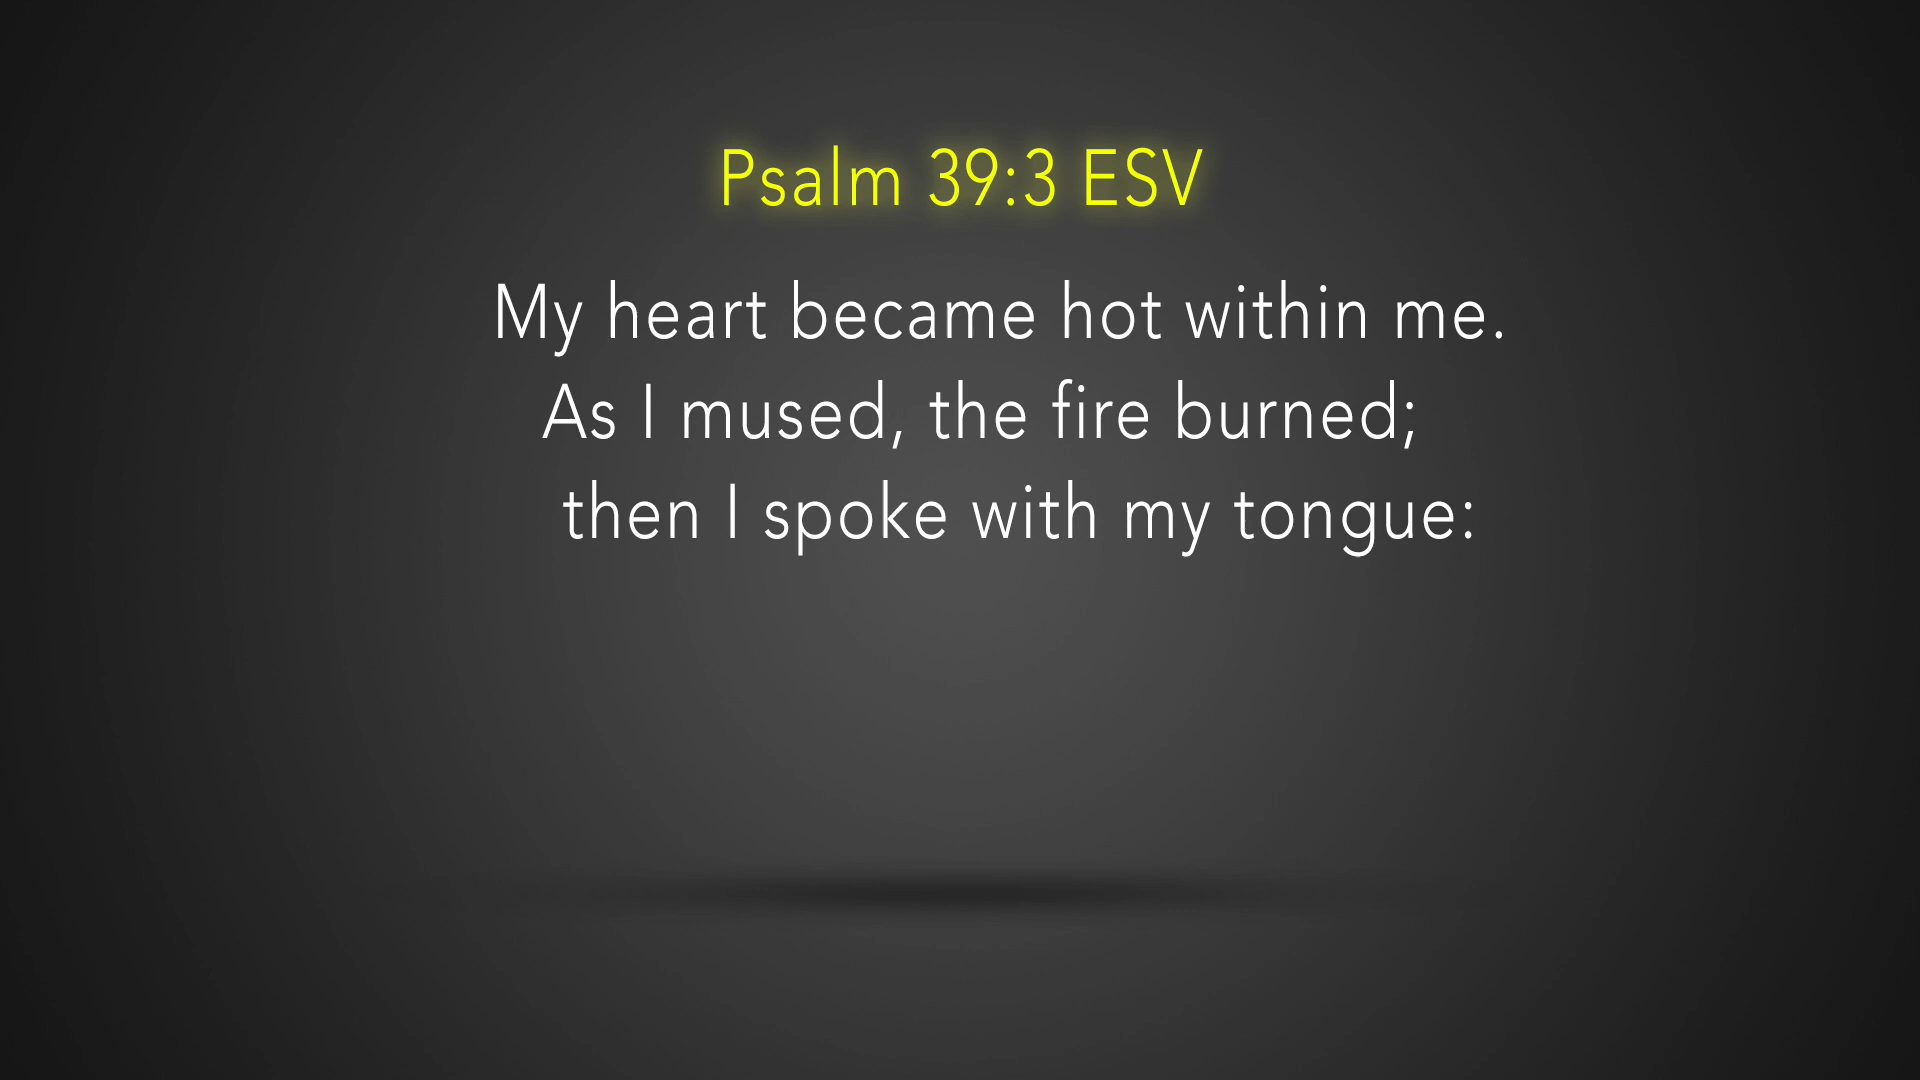 Psalm 39:3 ESV
My heart became hot within me.
As I mused, the fire burned;
then I spoke with my tongue: